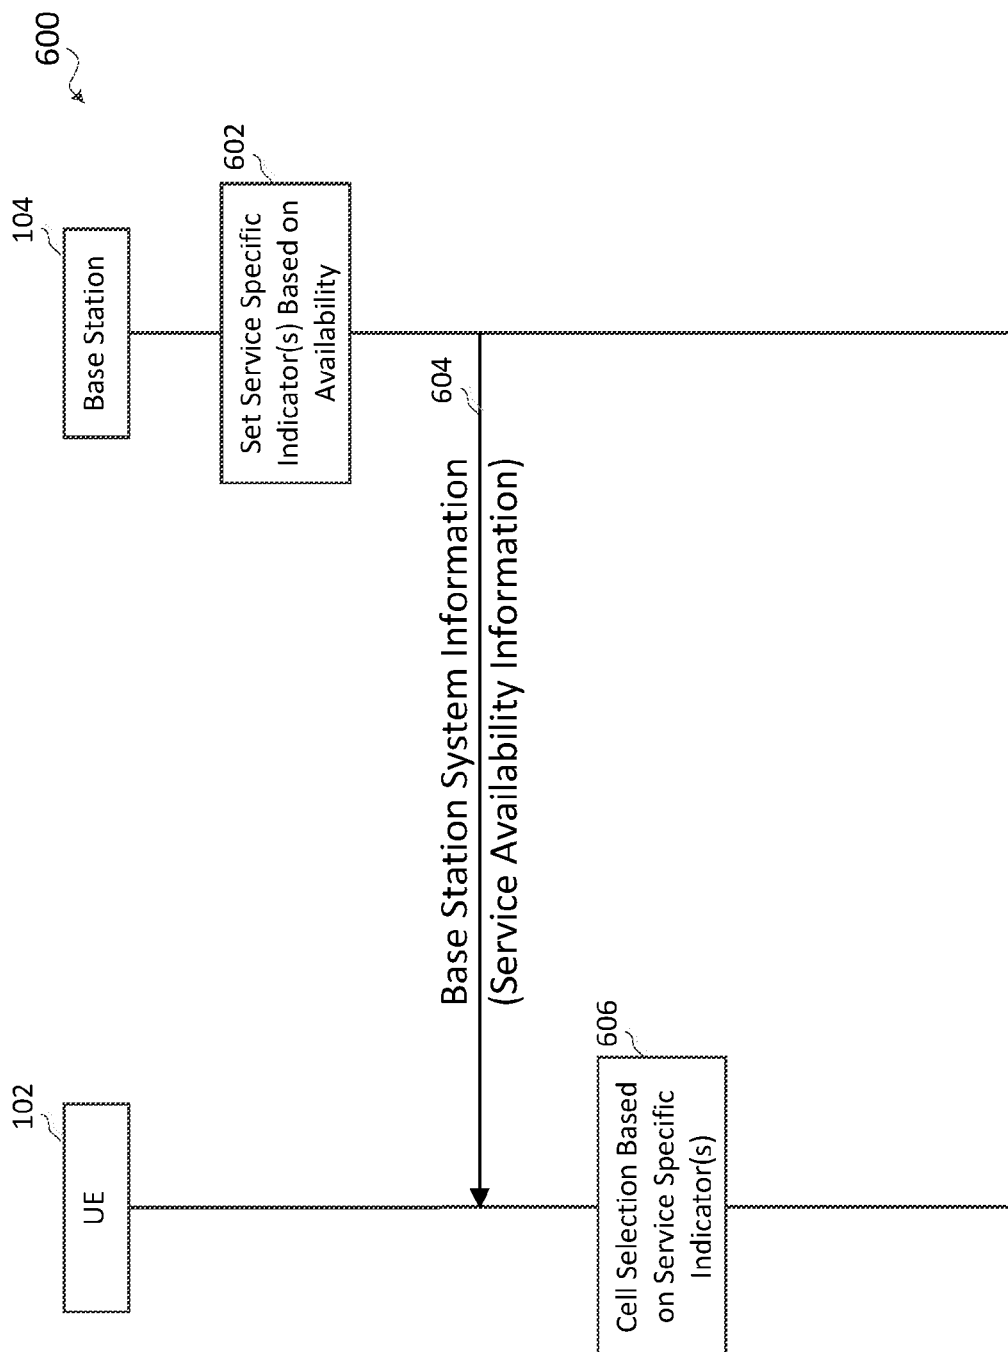 600
102
UE
104
Base Station
602
Set Service Specific
Indicator(s) Based on
Availability
604
Base Station System Information
(Service Availability Information)
606
Cell Selection Based
on Service Specific
Indicator(s)